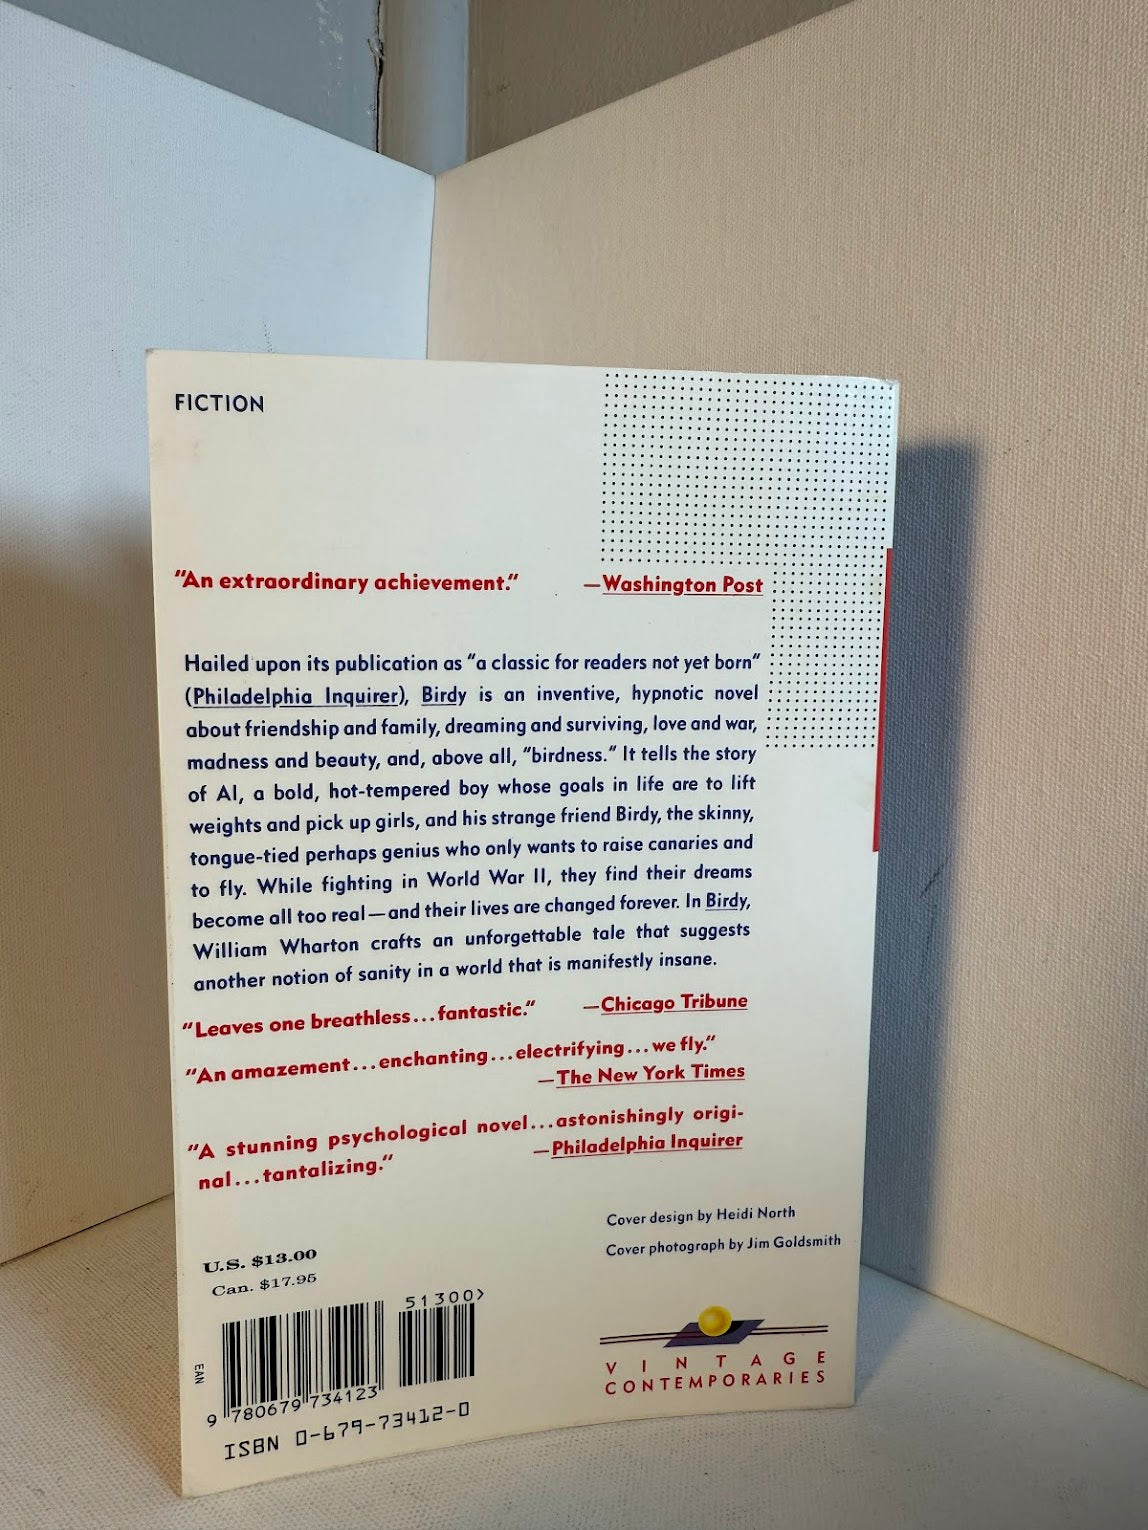 FICTION
“An extraordinary achievement.” —Washington Post
Hailed upon its publication as “a classic for readers not yet born”
(Philadelphia Inquirer), Birdy is an inventive, hypnotic novel
about friendship and family, dreaming and surviving, love and war,
madness and beauty, and, above all, “birdness.” It tells the story
of Al, a bold, hot-tempered boy whose goals in life are to lift
weights and pick up girls, and his strange friend Birdy, the skinny,
tongue-tied perhaps genius who only wants to raise canaries and
to fly. While fighting in World War II, they find their dreams
become all too real—and their lives are changed forever. In Birdy,
William Wharton crafts an unforgettable tale that suggests
another notion of sanity in a world that is manifestly insane.
“Leaves one breathless...fantastic.” —Chicago Tribune
“An amazement...enchanting...electrifying...we fly.”
—The New York Times
“A stunning psychological novel...astonishingly origi-
nal...tantalizing.” —Philadelphia Inquirer
Cover design by Heidi North
Cover photograph by Jim Goldsmith
U.S. $13.00
Can. $17.95
51300>
EAN
9 780679 734123
ISBN 0-679-73412-0
VINTAGE
CONTEMPORARIES